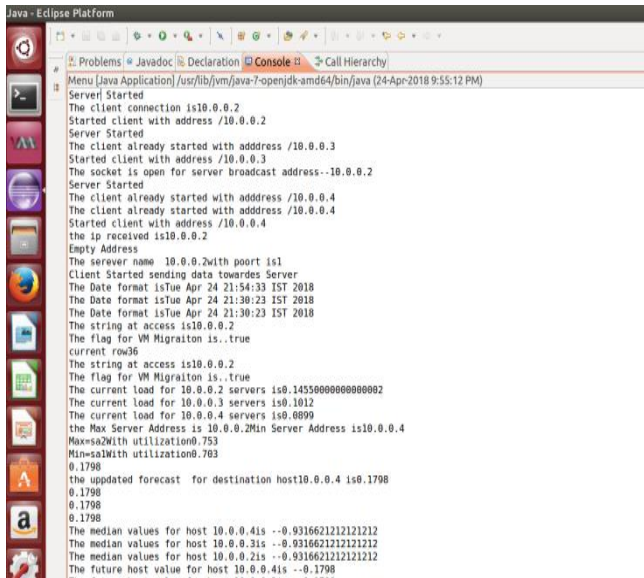 Java - Eclipse Platform
Problems Javadoc Declaration Console Call Hierarchy
Menu [Java Application] /usr/lib/jvm/java-7-openjdk-amd64/bin/java (24-Apr-2018 9:55:12 PM)
Server Started
The client connection is10.0.0.2
Started client with address /10.0.0.2
Server Started
The client already started with adddress /10.0.0.3
Started client with address /10.0.0.3
The socket is open for server broadcast address--10.0.0.2
Server Started
The client already started with adddress /10.0.0.4
The client already started with adddress /10.0.0.4
Started client with address /10.0.0.4
the ip received is10.0.0.2
Empty Address
The serever name  10.0.0.2with poort is1
Client Started sending data towardes Server
The Date format isTue Apr 24 21:54:33 IST 2018
The Date format isTue Apr 24 21:30:23 IST 2018
The Date format isTue Apr 24 21:30:23 IST 2018
The string at access is10.0.0.2
The flag for VM Migraiton is..true
current row36
The string at access is10.0.0.2
The flag for VM Migraiton is..true
The current load for 10.0.0.2 servers is0.14550000000000002
The current load for 10.0.0.3 servers is0.1012
The current load for 10.0.0.4 servers is0.0899
the Max Server Address is 10.0.0.2Min Server Address is10.0.0.4
Max=sa2With utilization0.753
Min=sa1With utilization0.703
0.1798
the uppdated forecast  for destination host10.0.0.4 is0.1798
0.1798
0.1798
0.1798
The median values for host 10.0.0.4is --0.9316621212121212
The median values for host 10.0.0.3is --0.9316621212121212
The median values for host 10.0.0.2is --0.9316621212121212
The future host value for host 10.0.0.4is --0.1798